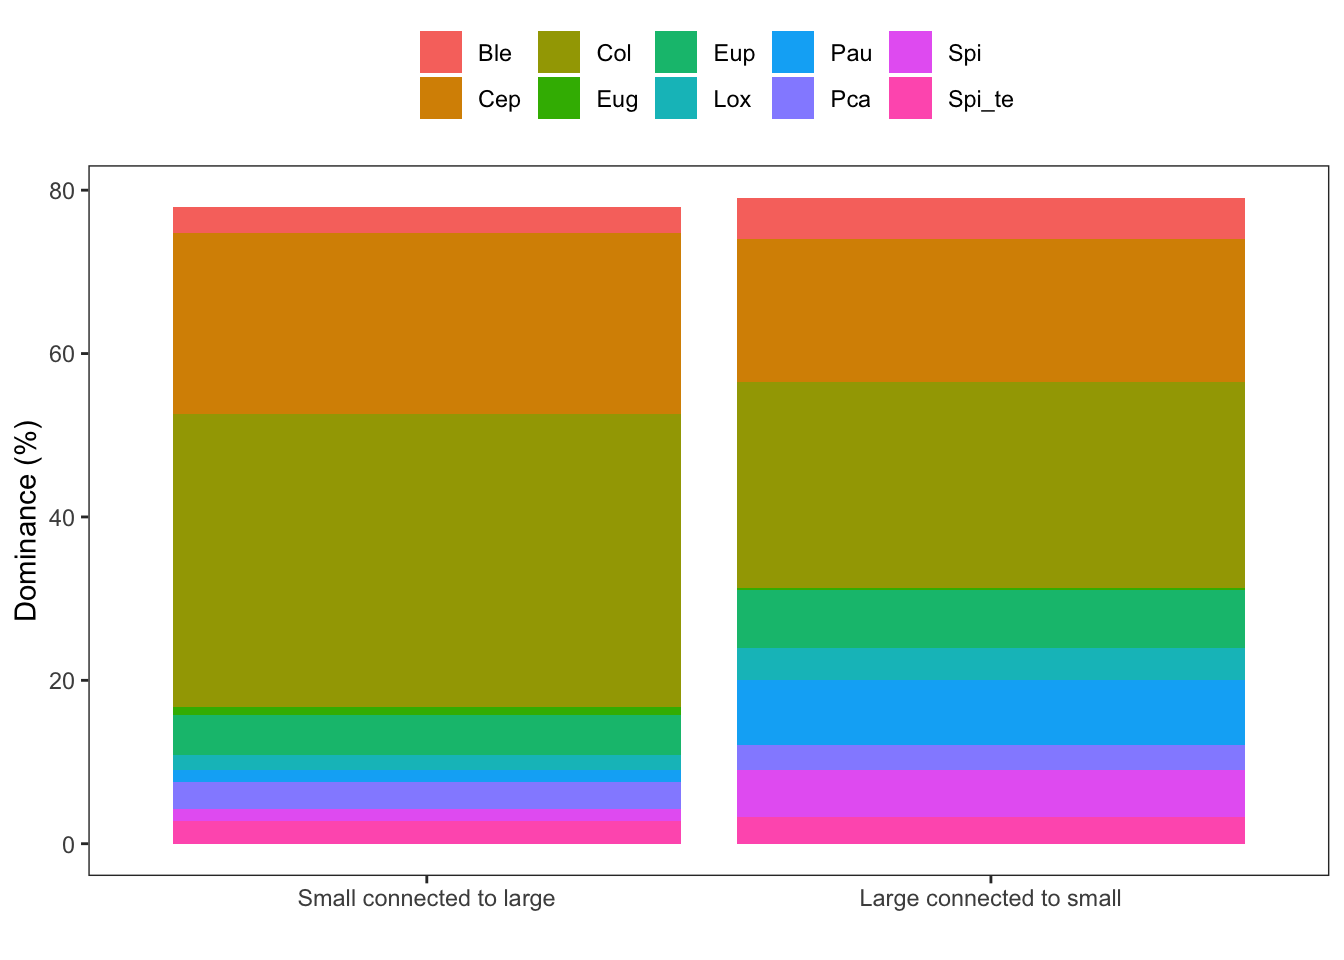 Ble Col Eup Pau Spi
Cep Eug Lox Pca Spi_te
80
60
40
20
0
Dominance (%)
Small connected to large Large connected to small